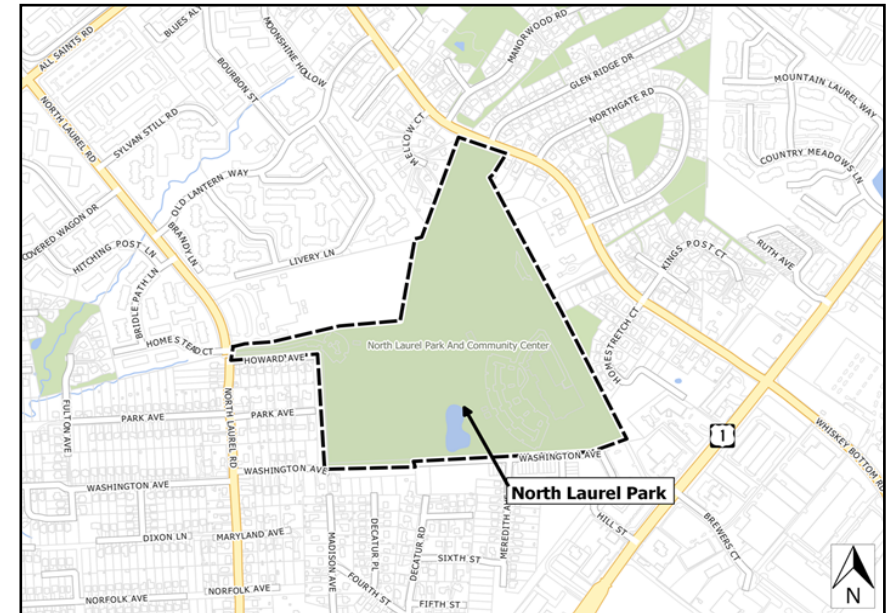 ALL SAINTS RD
BLUES AL
MOONSHINE HOLLOW
BOURBON ST
MANORWOOD RD
GLEN RIDGE DR
NORTHGATE RD
MOUNTAIN LAUREL WAY
COUNTRY MEADOWS LN
NORTH LAUREL RD
SYLVAN STILL RD
MELLOW CT
OLD LANTERN WAY
COVERED WAGON DR
HITCHING POST LN
BRANDY LN
LIVERY LN
KINGS POST CT
RUTH AVE
BRIDLE PATH LN
HOMESTEAD CT
HOWARD AVE
North Laurel Park And Community Center
HOMESTRETCH CT
FULTON AVE
PARK AVE
PARK AVE
NORTH LAUREL RD
WHISKEY BOTTOM RD
1
WASHINGTON AVE
WASHINGTON AVE
WASHINGTON AVE
North Laurel Park
DIXON LN
MARYLAND AVE
MADISON AVE
DECATUR PL
DECATUR RD
MEREDITH A
HILL ST
BREWERS CT
SIXTH ST
FOURTH ST
FIFTH ST
NORFOLK AVE
NORFOLK AVE
N